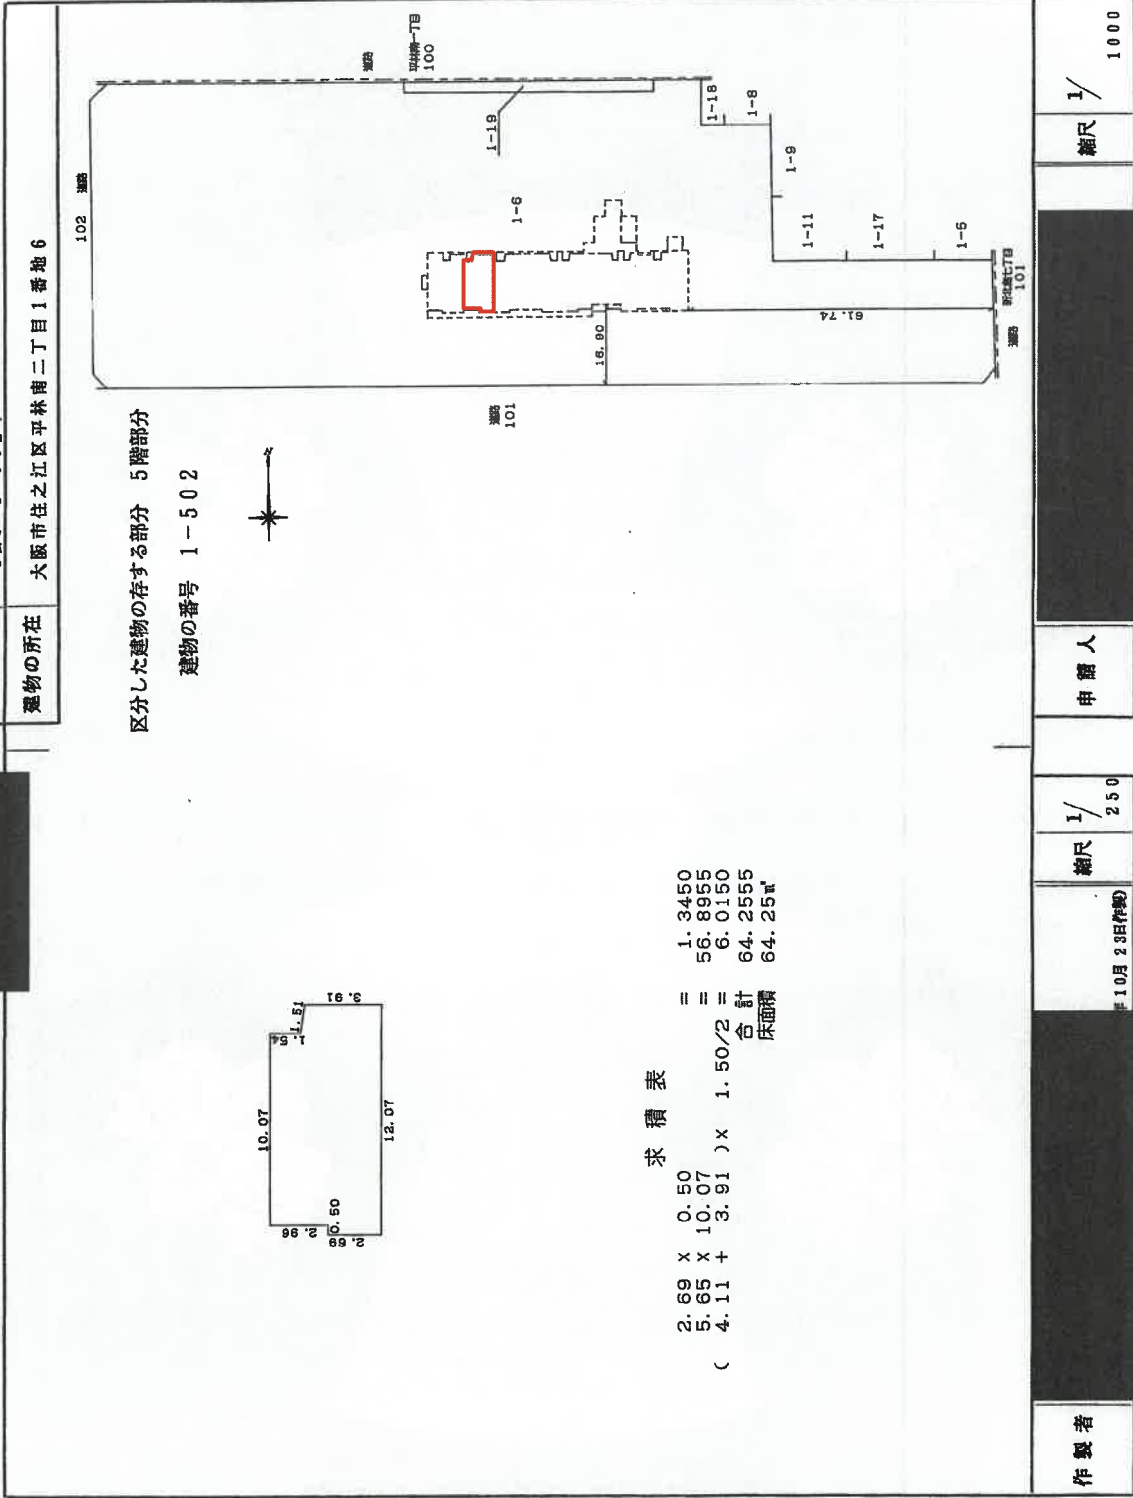 建物の所在
大阪市住之江区平林南二丁目1番地6
区分した建物の存する部分 5階部分
建物の番号 1-502
N
10.07
1.54
1.51
3.91
2.96
0.50
2.69
12.07
求積表
2.69 x 0.50 = 1.3450
5.65 x 10.07 = 56.8955
( 4.11 + 3.91 )x 1.50/2 = 6.0150
合計 64.2555
床面積 64.25㎡
102 道路
道路
平林南一丁目
100
1-19
1-18
1-8
1-9
1-6
1-11
1-17
1-5
16.90
61.74
道路
101
道路
101
作製者
年10月23日作製)
縮尺 1/250
申請人
縮尺 1/1000